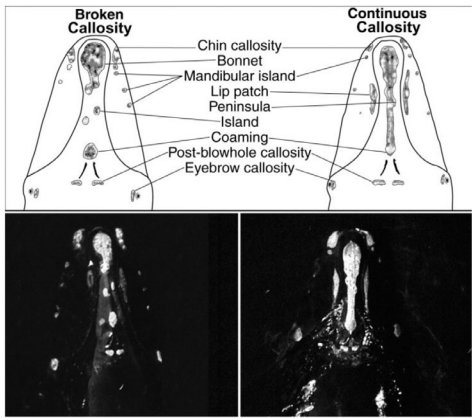 Broken
Callosity
Continuous
Callosity
Chin callosity
Bonnet
Mandibular island
Lip patch
Peninsula
Island
Coaming
Post-blowhole callosity
Eyebrow callosity